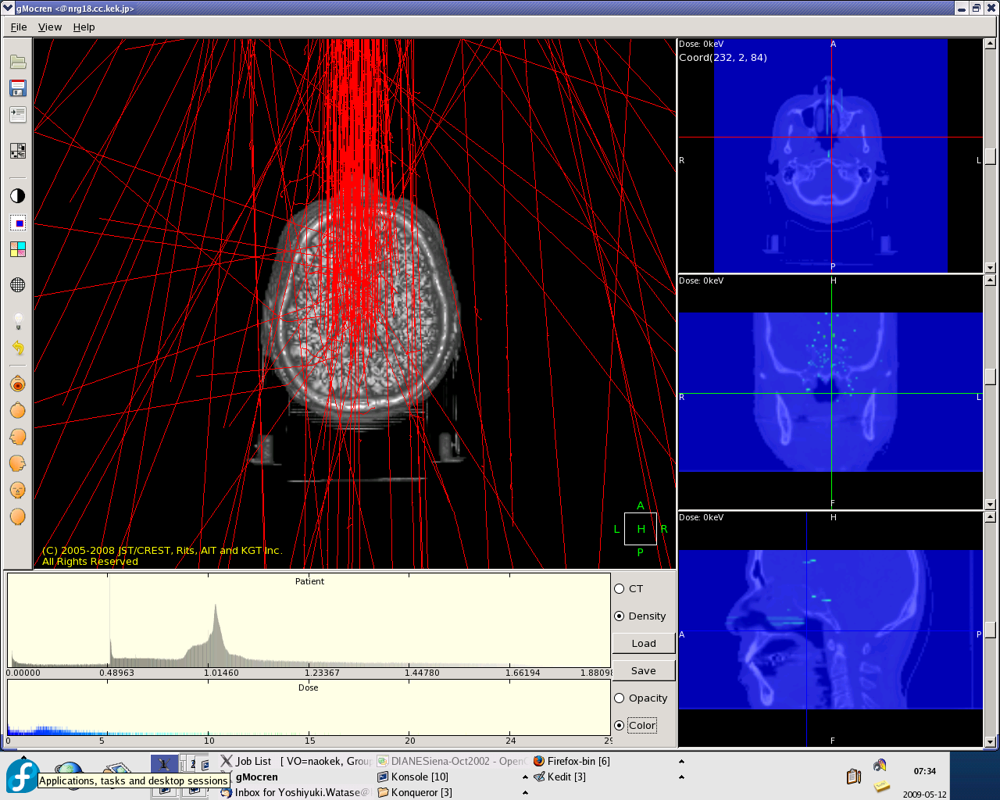 gMocren <@nrg18.cc.kek.jp>
File View Help
Dose: 0keV
A
Coord(232, 2, 84)
R
L
P
Dose: 0keV
H
R
L
F
Dose: 0keV
H
A
P
F
A
L H R
P
(C) 2005-2008 JST/CREST, Rits, AIT and KGT Inc.
All Rights Reserved
Patient
0.00000 0.48963 1.01460 1.23367 1.44780 1.66194 1.8809
Dose
0 5 10 15 20 24 29
CT
Density
Load
Save
Opacity
Color
Job List [ VO=naokek, Grou
DIANESiena-Oct2002 - Open
Firefox-bin [6]
gMocren
Konsole [10]
Kedit [3]
Inbox for Yoshiyuki.Watase@
Konqueror [3]
Applications, tasks and desktop sessions
1 2
07:34
2009-05-12